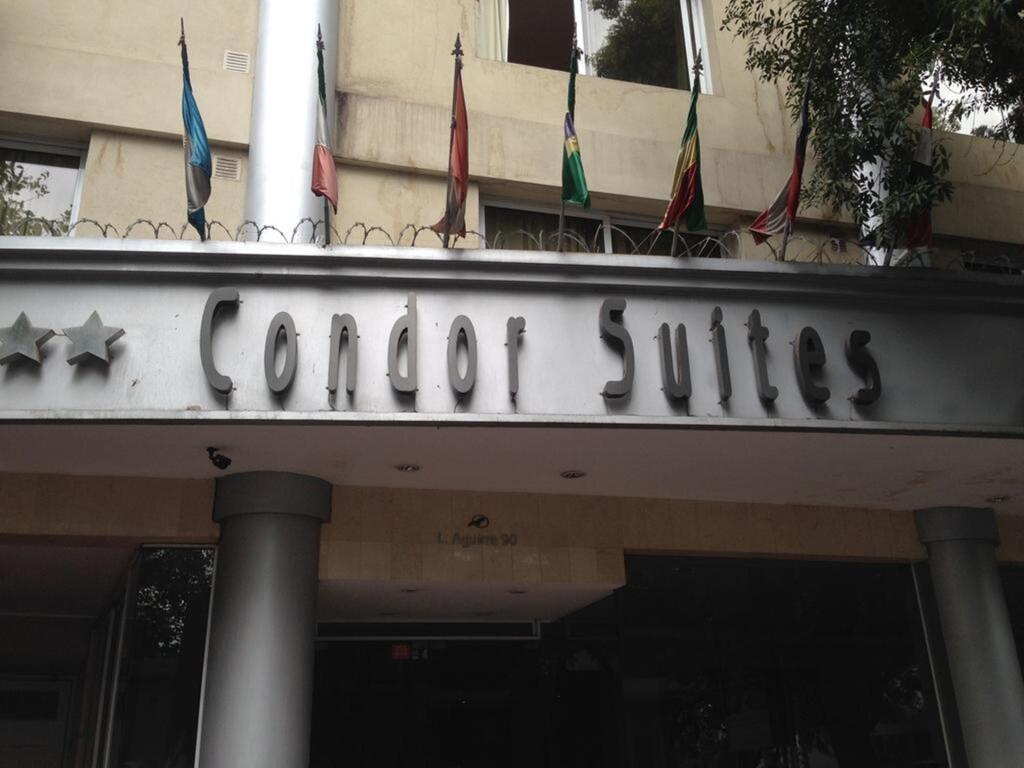 Condor Suites
L. Aguirre 90